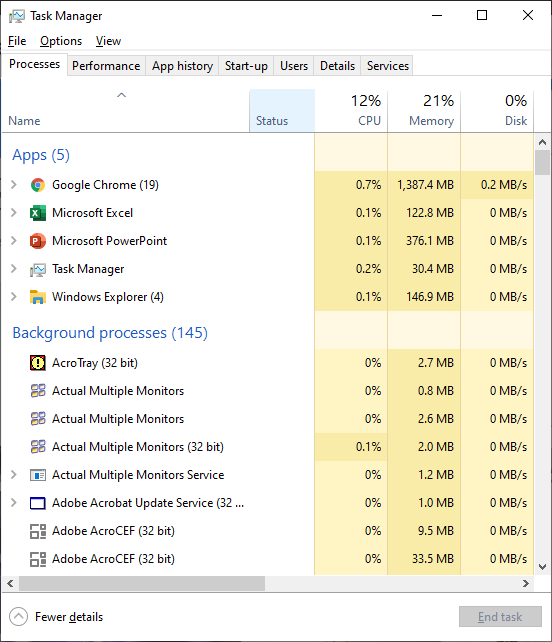 Task Manager
File Options View
Processes Performance App history Start-up Users Details Services
12% 21% 0%
Name Status CPU Memory Disk
Apps (5)
Google Chrome (19) 0.7% 1,387.4 MB 0.2 MB/s
Microsoft Excel 0.1% 122.8 MB 0 MB/s
Microsoft PowerPoint 0.1% 376.1 MB 0 MB/s
Task Manager 0.2% 30.4 MB 0 MB/s
Windows Explorer (4) 0.1% 146.9 MB 0 MB/s
Background processes (145)
AcroTray (32 bit) 0% 2.7 MB 0 MB/s
Actual Multiple Monitors 0% 0.8 MB 0 MB/s
Actual Multiple Monitors 0% 2.6 MB 0 MB/s
Actual Multiple Monitors (32 bit) 0.1% 2.0 MB 0 MB/s
Actual Multiple Monitors Service 0% 1.2 MB 0 MB/s
Adobe Acrobat Update Service (32 ... 0% 1.0 MB 0 MB/s
Adobe AcroCEF (32 bit) 0% 9.5 MB 0 MB/s
Adobe AcroCEF (32 bit) 0% 33.5 MB 0 MB/s
Fewer details End task